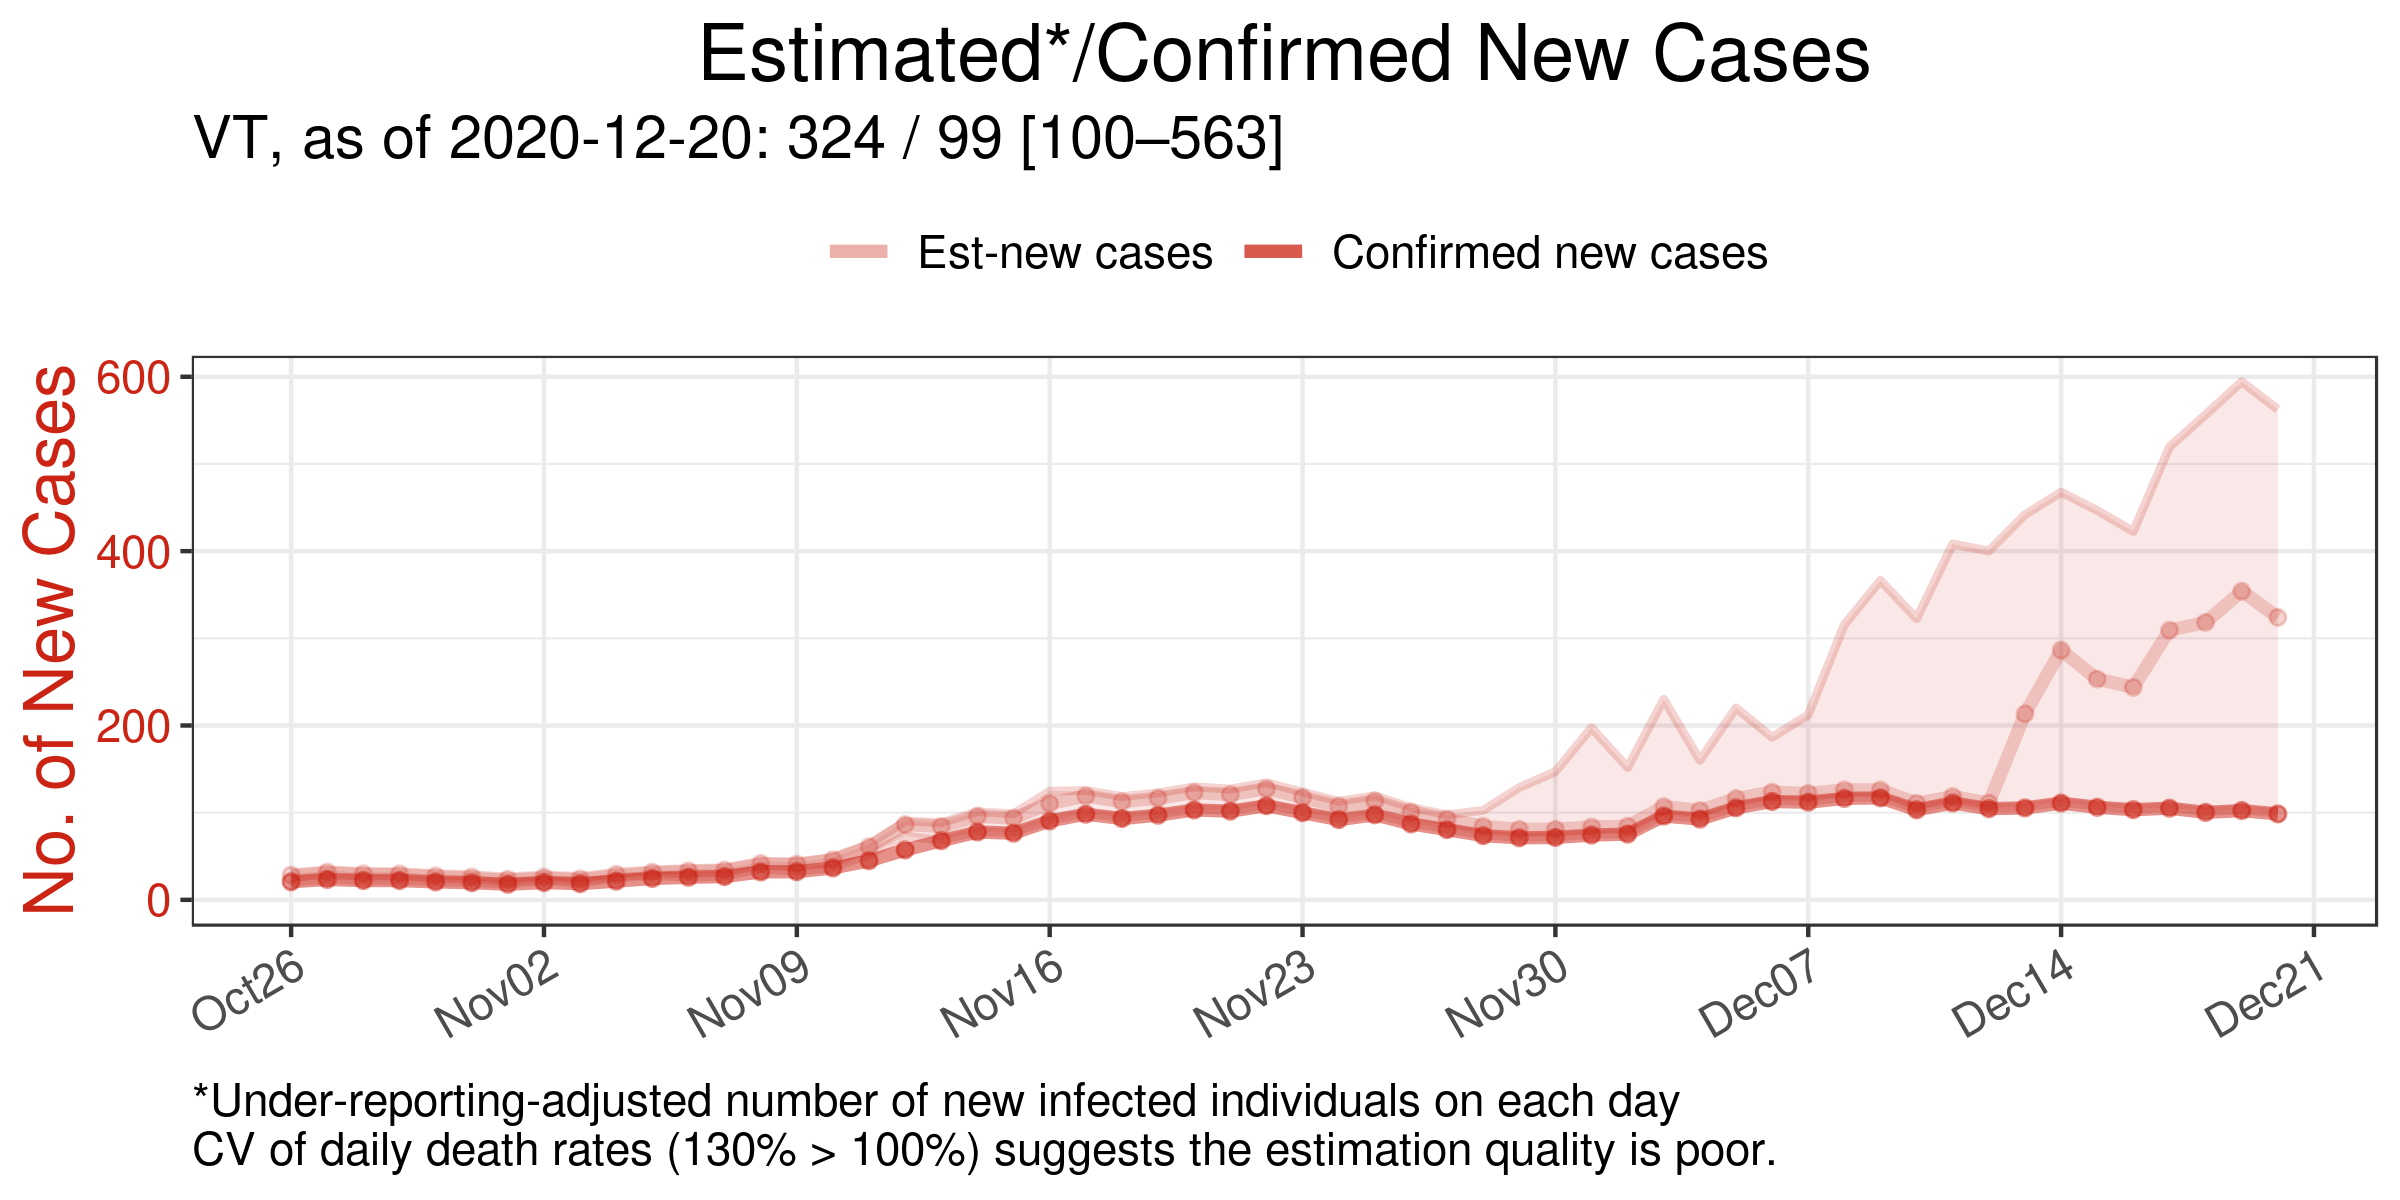 Estimated*/Confirmed New Cases
VT, as of 2020-12-20: 324 / 99 [100–563]
Est-new cases
Confirmed new cases
No. of New Cases
600
400
200
0
Oct26
Nov02
Nov09
Nov16
Nov23
Nov30
Dec07
Dec14
Dec21
*Under-reporting-adjusted number of new infected individuals on each day
CV of daily death rates (130% > 100%) suggests the estimation quality is poor.